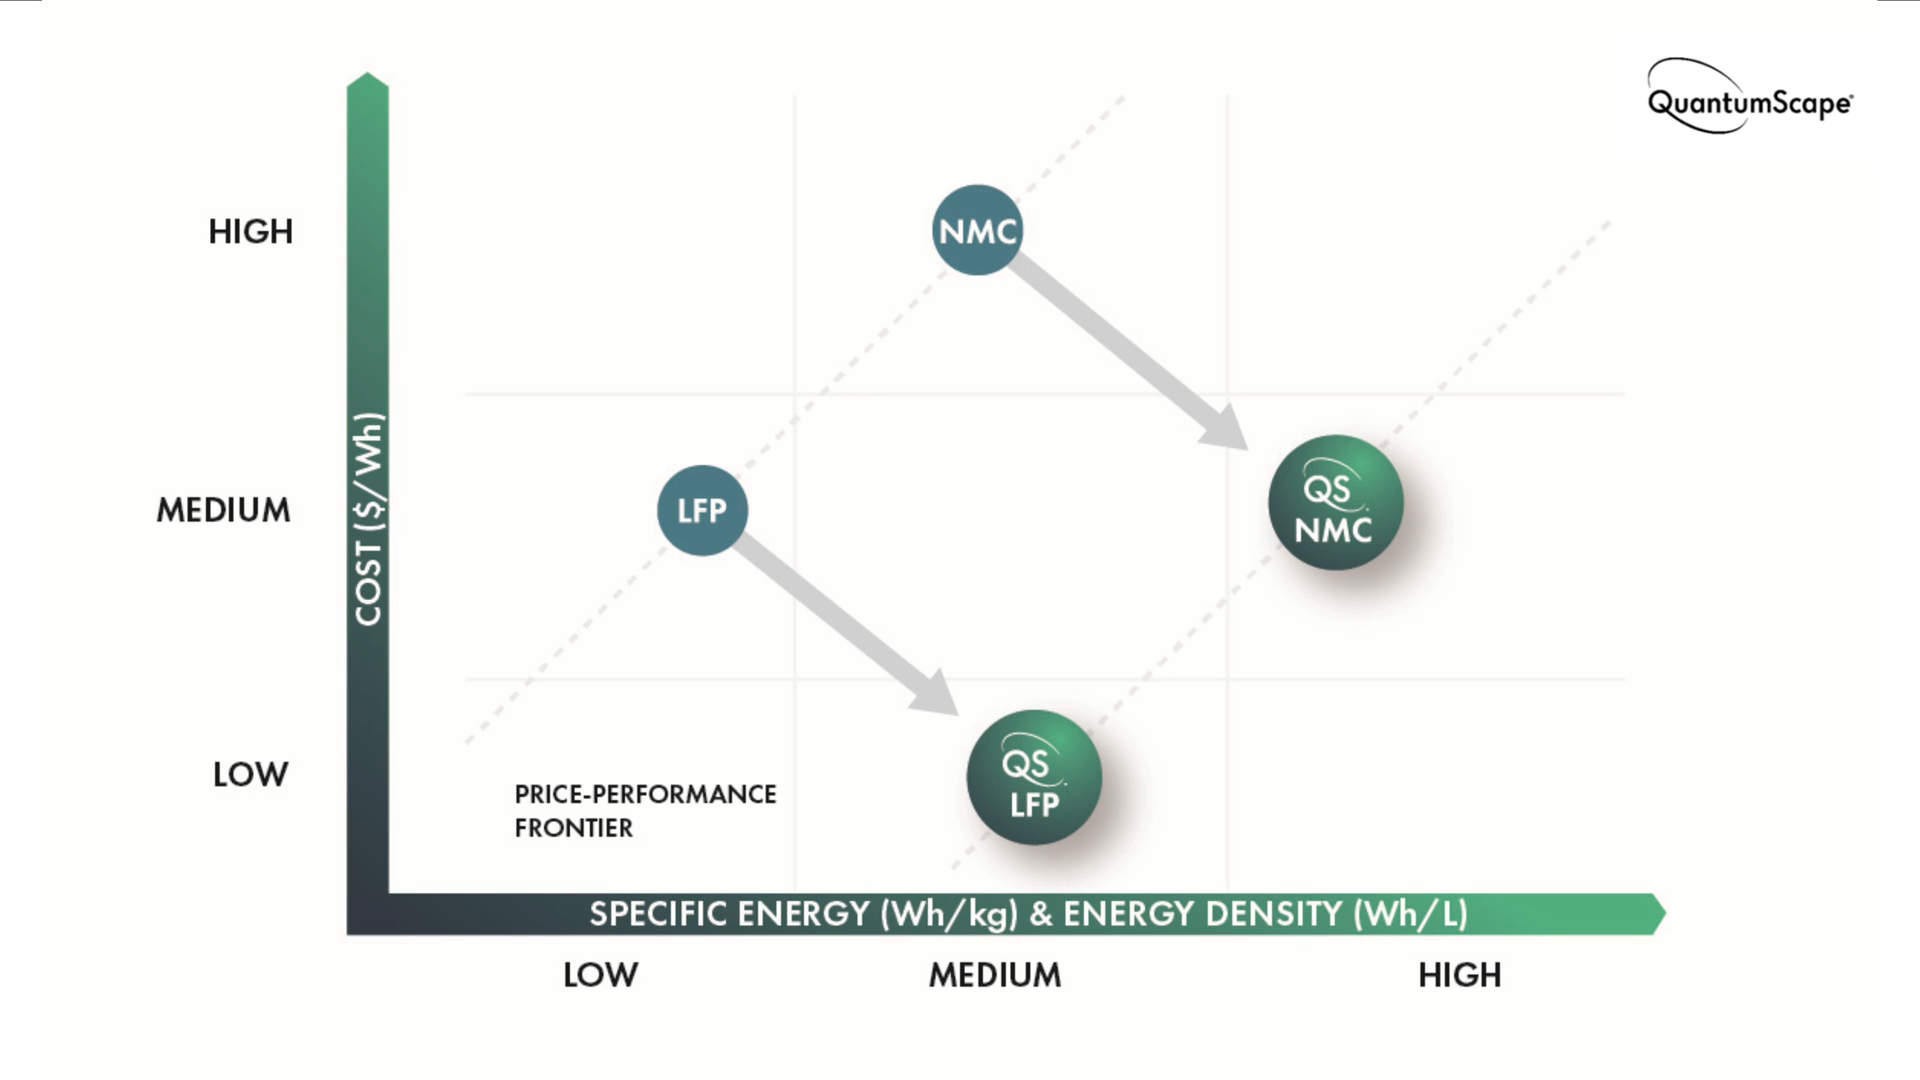 QuantumScape
HIGH
MEDIUM
LOW
COST ($/Wh)
NMC
LFP
QS
NMC
QS
LFP
PRICE-PERFORMANCE
FRONTIER
SPECIFIC ENERGY (Wh/kg) & ENERGY DENSITY (Wh/L)
LOW
MEDIUM
HIGH